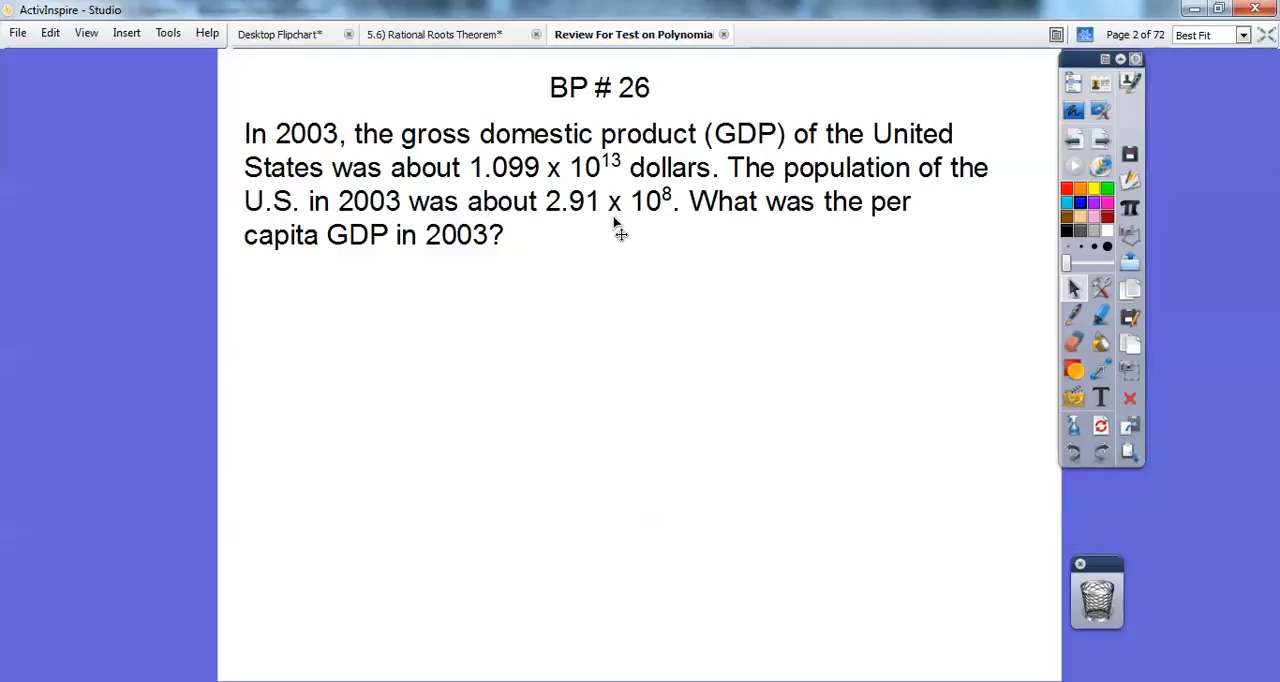 ActivInspire - Studio
File Edit View Insert Tools Help Desktop Flipchart* 5.6) Rational Roots Theorem* Review For Test on Polynomia Page 2 of 72 Best Fit
BP # 26
In 2003, the gross domestic product (GDP) of the United
States was about 1.099 x 10¹³ dollars. The population of the
U.S. in 2003 was about 2.91 x 10⁸. What was the per
capita GDP in 2003?